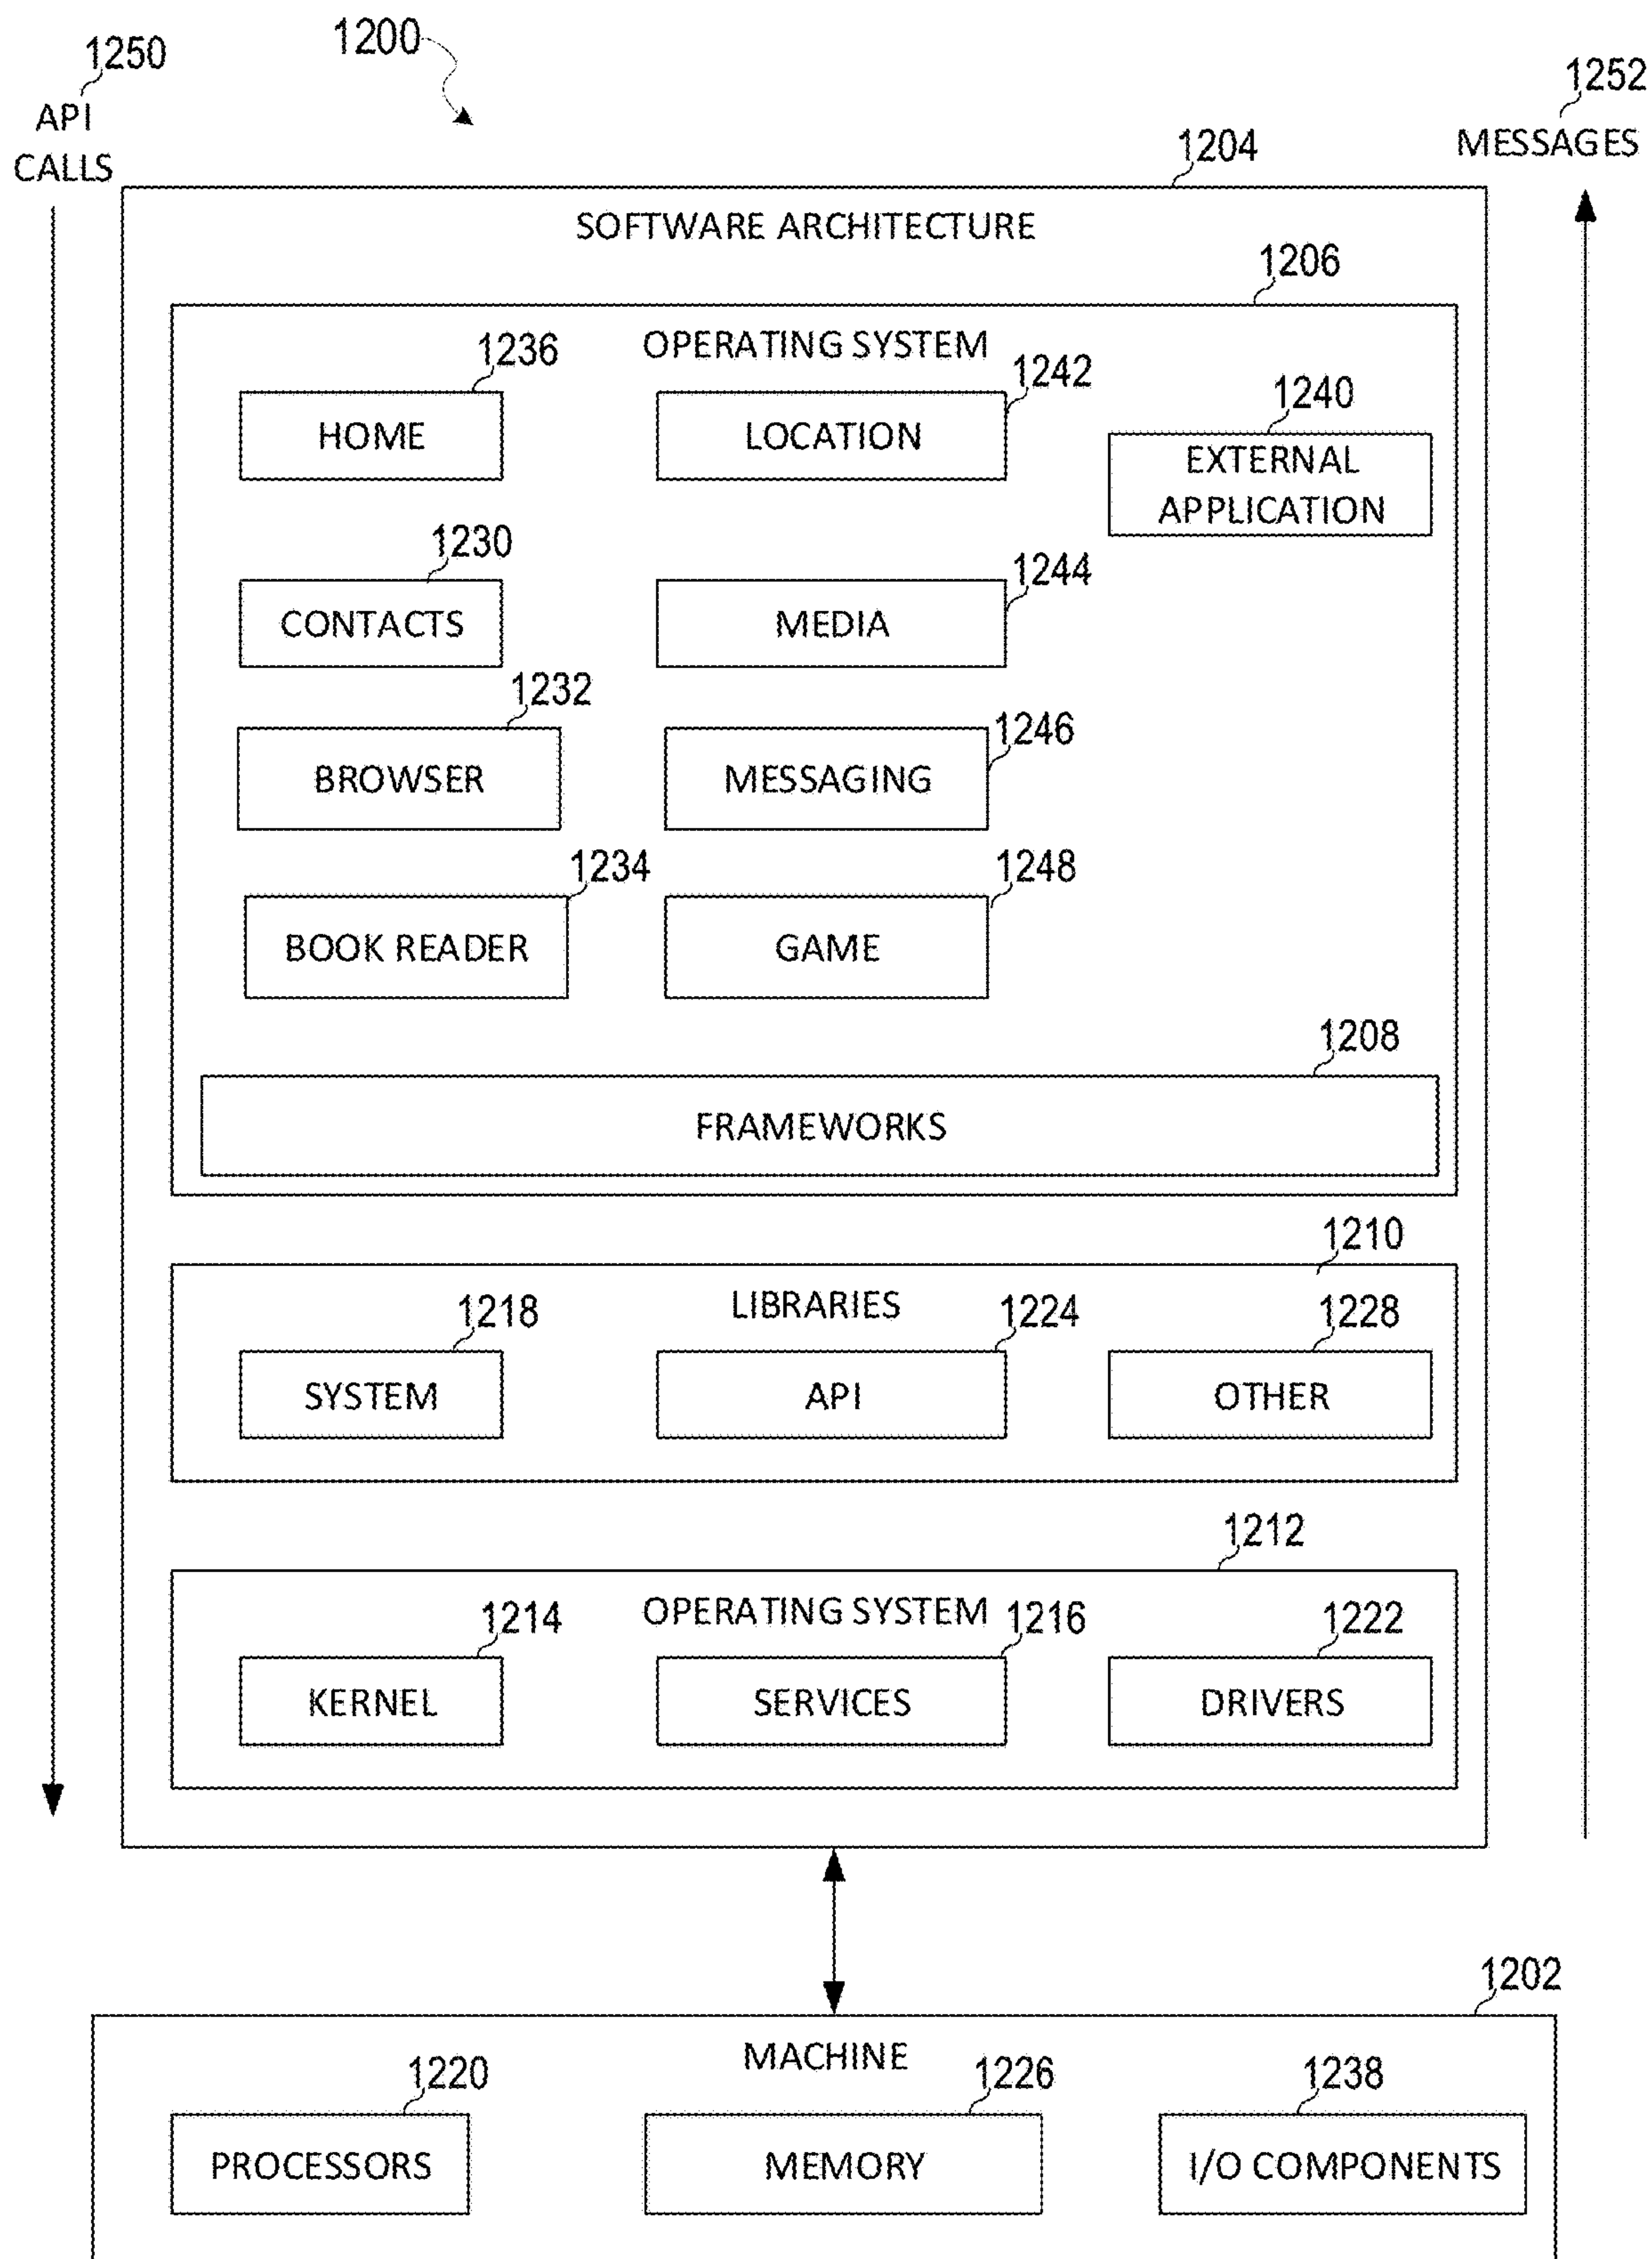 1250
1200
1252
API
CALLS
MESSAGES
1204
SOFTWARE ARCHITECTURE
1206
OPERATING SYSTEM
1236
1242
1240
HOME
LOCATION
EXTERNAL
APPLICATION
1230
1244
CONTACTS
MEDIA
1232
1246
BROWSER
MESSAGING
1234
1248
BOOK READER
GAME
1208
FRAMEWORKS
1210
LIBRARIES
1218
1224
1228
SYSTEM
API
OTHER
1212
OPERATING SYSTEM
1214
1216
1222
KERNEL
SERVICES
DRIVERS
1202
MACHINE
1220
1226
1238
PROCESSORS
MEMORY
I/O COMPONENTS